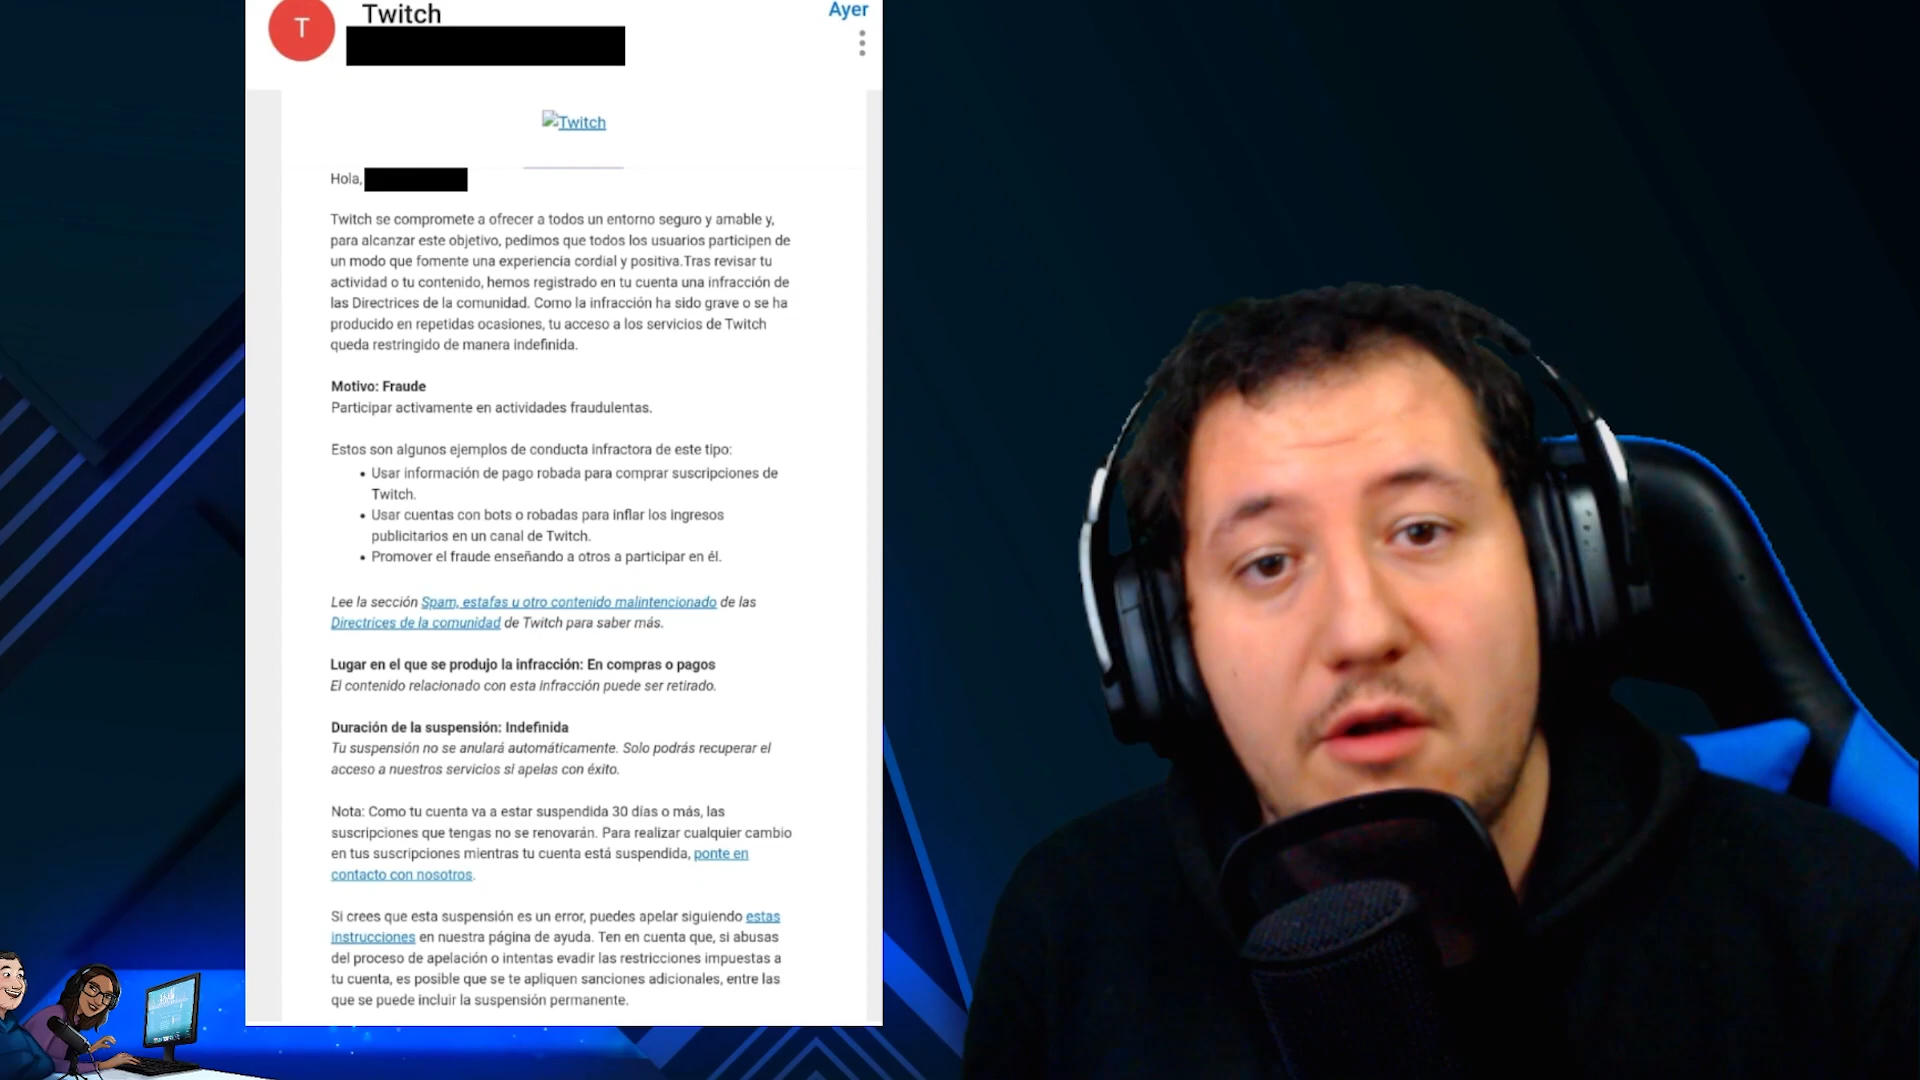 T
Twitch
Ayer
Twitch
Hola,
Twitch se compromete a ofrecer a todos un entorno seguro y amable y,
para alcanzar este objetivo, pedimos que todos los usuarios participen de
un modo que fomente una experiencia cordial y positiva.Tras revisar tu
actividad o tu contenido, hemos registrado en tu cuenta una infracción de
las Directrices de la comunidad. Como la infracción ha sido grave o se ha
producido en repetidas ocasiones, tu acceso a los servicios de Twitch
queda restringido de manera indefinida.
Motivo: Fraude
Participar activamente en actividades fraudulentas.
Estos son algunos ejemplos de conducta infractora de este tipo:
• Usar información de pago robada para comprar suscripciones de
Twitch.
• Usar cuentas con bots o robadas para inflar los ingresos
publicitarios en un canal de Twitch.
• Promover el fraude enseñando a otros a participar en él.
Lee la sección Spam, estafas u otro contenido malintencionado de las
Directrices de la comunidad de Twitch para saber más.
Lugar en el que se produjo la infracción: En compras o pagos
El contenido relacionado con esta infracción puede ser retirado.
Duración de la suspensión: Indefinida
Tu suspensión no se anulará automáticamente. Solo podrás recuperar el
acceso a nuestros servicios si apelas con éxito.
Nota: Como tu cuenta va a estar suspendida 30 días o más, las
suscripciones que tengas no se renovarán. Para realizar cualquier cambio
en tus suscripciones mientras tu cuenta está suspendida, ponte en
contacto con nosotros.
Si crees que esta suspensión es un error, puedes apelar siguiendo estas
instrucciones en nuestra página de ayuda. Ten en cuenta que, si abusas
del proceso de apelación o intentas evadir las restricciones impuestas a
tu cuenta, es posible que se te apliquen sanciones adicionales, entre las
que se puede incluir la suspensión permanente.